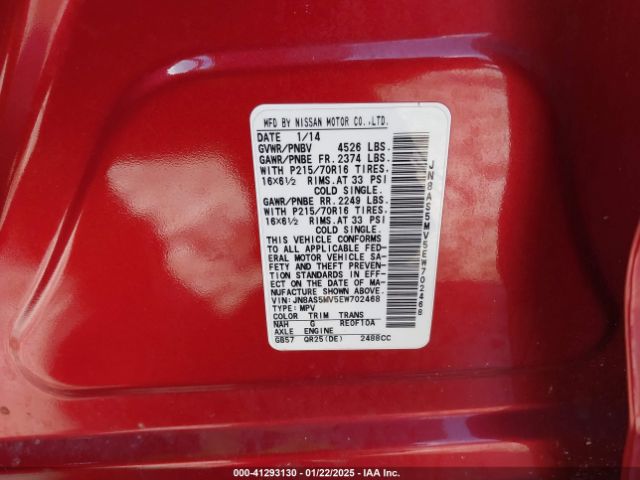 MFD BY NISSAN MOTOR CO.,LTD.
DATE 1/14
GVWR/PNBV 4526 LBS.
GAWR/PNBE FR. 2374 LBS.
WITH P215/70R16 TIRES.
16X6½ RIMS. AT 33 PSI
COLD SINGLE.
GAWR/PNBE RR. 2249 LBS.
WITH P215/70R16 TIRES.
16X6½ RIMS. AT 33 PSI
COLD SINGLE.
THIS VEHICLE CONFORMS
TO ALL APPLICABLE FED-
ERAL MOTOR VEHICLE SA-
FETY AND THEFT PREVEN-
TION STANDARDS IN EFF-
ECT ON THE DATE OF MA-
NUFACTURE SHOWN ABOVE.
VIN: JN8AS5MV5EW702468
TYPE: MPV
COLOR TRIM TRANS
NAH G RE0F10A
AXLE ENGINE
GB57 QR25(DE) 2488CC
JN8AS5MV5EW702468
000-41293130 - 01/22/2025 - IAA Inc.